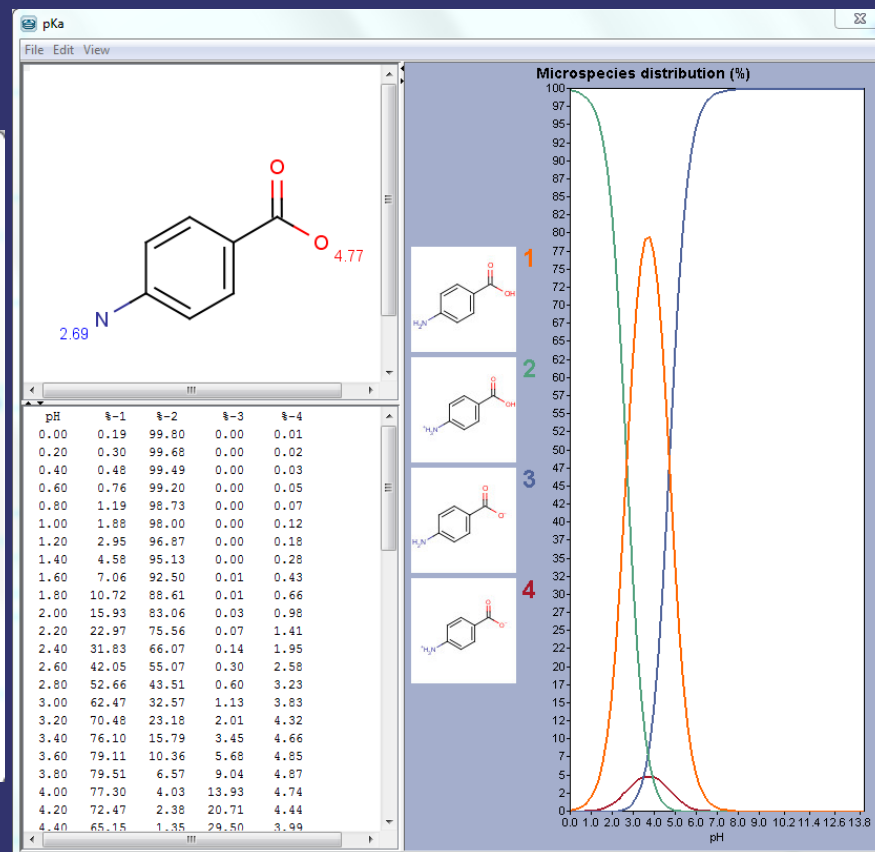 pKa
File Edit View
O
O
4.77
N
2.69
pH %-1 %-2 %-3 %-4
0.00 0.19 99.80 0.00 0.01
0.20 0.30 99.68 0.00 0.02
0.40 0.48 99.49 0.00 0.03
0.60 0.76 99.20 0.00 0.05
0.80 1.19 98.73 0.00 0.07
1.00 1.88 98.00 0.00 0.12
1.20 2.95 96.87 0.00 0.18
1.40 4.58 95.13 0.00 0.28
1.60 7.06 92.50 0.01 0.43
1.80 10.72 88.61 0.01 0.66
2.00 15.93 83.06 0.03 0.98
2.20 22.97 75.56 0.07 1.41
2.40 31.83 66.07 0.14 1.95
2.60 42.05 55.07 0.30 2.58
2.80 52.66 43.51 0.60 3.23
3.00 62.47 32.57 1.13 3.83
3.20 70.48 23.18 2.01 4.32
3.40 76.10 15.79 3.45 4.66
3.60 79.11 10.36 5.68 4.85
3.80 79.51 6.57 9.04 4.87
4.00 77.30 4.03 13.93 4.74
4.20 72.47 2.38 20.71 4.44
4.40 65.15 1.35 29.50 3.99
1
O
OH
H₂N
2
O
OH
⁺H₃N
3
O
O⁻
H₂N
4
O
O⁻
⁺H₃N
Microspecies distribution (%)
100
97
95
92
90
87
85
82
80
77
75
72
70
67
65
62
60
57
55
52
50
47
45
42
40
37
35
32
30
27
25
22
20
17
15
12
10
7
5
2
0
0.0 1.0 2.0 3.0 4.0 5.0 6.0 7.0 8.0 9.0 10.2 11.4 12.6 13.8
pH